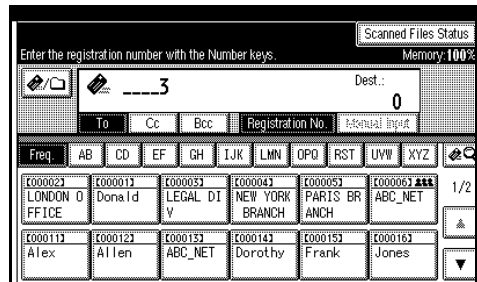 Scanned Files Status
Enter the registration number with the Number keys. Memory:100%
____3 Dest.: 0
To Cc Bcc Registration No. Manual Input
Freq. AB CD EF GH IJK LMN OPQ RST UVW XYZ
[00002] [00001] [00003] [00004] [00005] [00006] 1/2
LONDON O Donald LEGAL DI NEW YORK PARIS BR ABC_NET
FFICE V BRANCH ANCH
[00011] [00012] [00013] [00014] [00015] [00016]
Alex Allen ABC_NET Dorothy Frank Jones